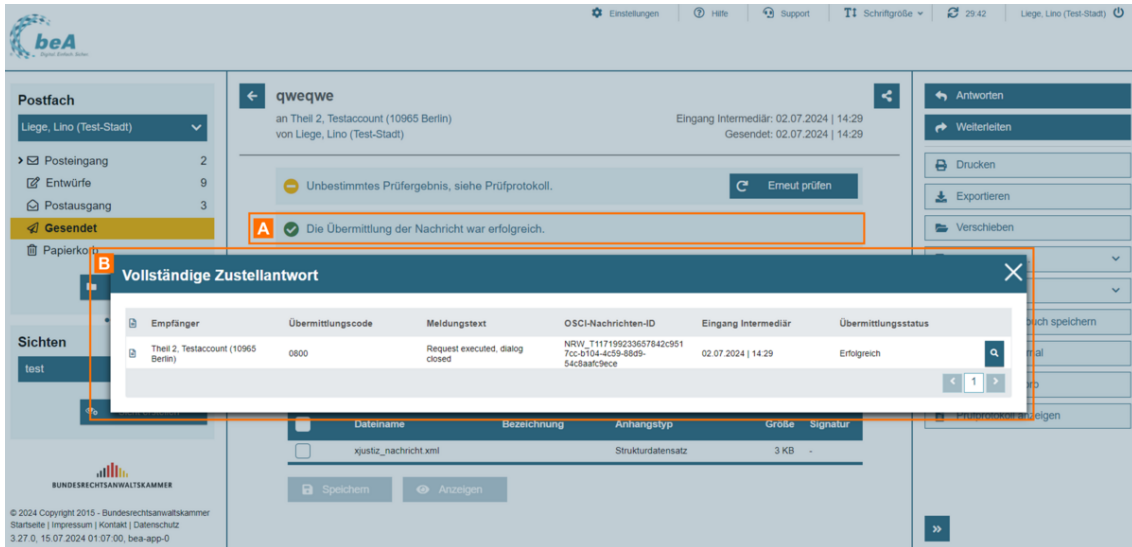 Einstellungen
Hilfe
Support
Schriftgröße
29:42
Liege, Lino (Test-Stadt)
beA
Postfach
Liege, Lino (Test-Stadt)
Posteingang 2
Entwürfe 9
Postausgang 3
Gesendet
Papierkorb
Sichten
test
BUNDESRECHTSANWALTSKAMMER
© 2024 Copyright 2015 - Bundesrechtsanwaltskammer
Startseite | Impressum | Kontakt | Datenschutz
3.27.0, 15.07.2024 01:07:00, bea-app-0
qweqwe
an Theil 2, Testaccount (10965 Berlin)
von Liege, Lino (Test-Stadt)
Eingang Intermediär: 02.07.2024 | 14:29
Gesendet: 02.07.2024 | 14:29
Unbestimmtes Prüfergebnis, siehe Prüfprotokoll.
Erneut prüfen
A
Die Übermittlung der Nachricht war erfolgreich.
B
Vollständige Zustellantwort
Empfänger Übermittlungscode Meldungstext OSCI-Nachrichten-ID Eingang Intermediär Übermittlungsstatus
Theil 2, Testaccount (10965
Berlin)
0800
Request executed, dialog
closed
NRW_T117199233657842c951
7cc-b104-4c59-88d9-
54c8aafc9ece
02.07.2024 | 14:29
Erfolgreich
1
Dateiname Bezeichnung Anhangstyp Größe Signatur
xjustiz_nachricht.xml Strukturdatensatz 3 KB -
Speichern
Anzeigen
Antworten
Weiterleiten
Drucken
Exportieren
Verschieben
uch speichern
nal
Prüfprotokoll anzeigen